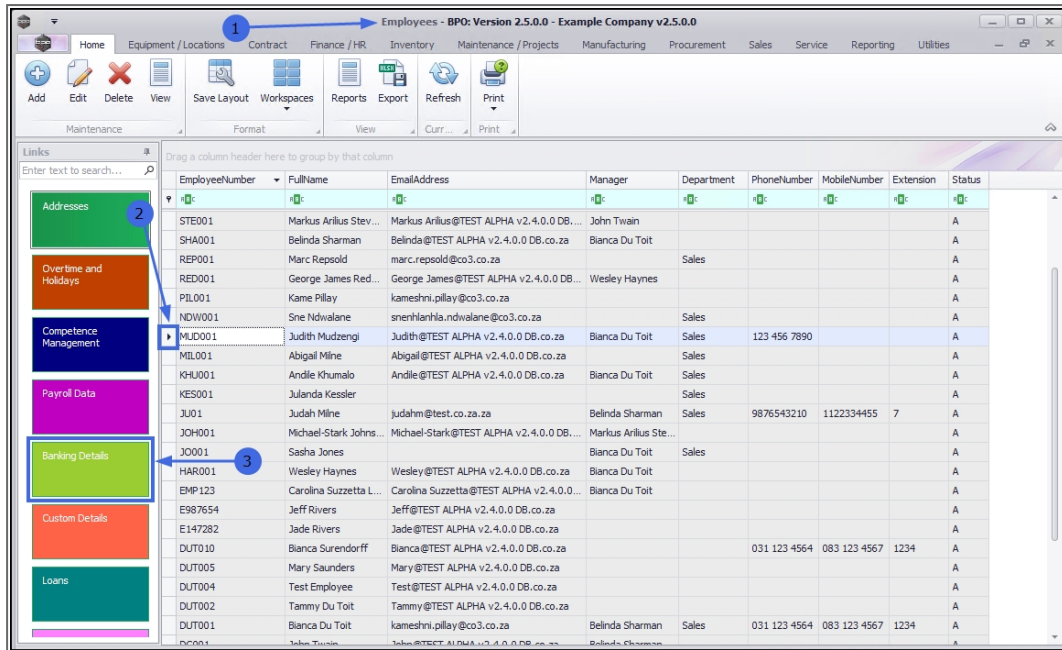 Employees - BPO: Version 2.5.0.0 - Example Company v2.5.0.0
1
Home Equipment / Locations Contract Finance / HR Inventory Maintenance / Projects Manufacturing Procurement Sales Service Reporting Utilities
Add Edit Delete View Save Layout Workspaces Reports Export Refresh Print
Maintenance Format View Curr... Print
Links
Drag a column header here to group by that column
Enter text to search...
EmployeeNumber FullName EmailAddress Manager Department PhoneNumber MobileNumber Extension Status
Addresses
2
STE001 Markus Arilius Stev... Markus Arilius@TEST ALPHA v2.4.0.0 DB.... John Twain A
SHA001 Belinda Sharman Belinda@TEST ALPHA v2.4.0.0 DB.co.za Bianca Du Toit A
REP001 Marc Repsold marc.repsold@co3.co.za Sales A
Overtime and
Holidays
RED001 George James Red... George James@TEST ALPHA v2.4.0.0 DB... Wesley Haynes A
PIL001 Kame Pillay kameshni.pillay@co3.co.za A
NDW001 Sne Ndwalane snenhlanhla.ndwalane@co3.co.za Sales A
Competence
Management
MUD001 Judith Mudzengi Judith@TEST ALPHA v2.4.0.0 DB.co.za Bianca Du Toit Sales 123 456 7890 A
MIL001 Abigail Milne Abigail@TEST ALPHA v2.4.0.0 DB.co.za Sales A
KHU001 Andile Khumalo Andile@TEST ALPHA v2.4.0.0 DB.co.za Bianca Du Toit Sales A
Payroll Data
KES001 Julanda Kessler Sales A
JU01 Judah Milne judahm@test.co.za.za Belinda Sharman Sales 9876543210 1122334455 7 A
JOH001 Michael-Stark Johns... Michael-Stark@TEST ALPHA v2.4.0.0 DB.... Markus Arilius Ste... A
Banking Details
3
JO001 Sasha Jones Bianca Du Toit Sales A
HAR001 Wesley Haynes Wesley@TEST ALPHA v2.4.0.0 DB.co.za Bianca Du Toit A
EMP123 Carolina Suzzetta L... Carolina Suzzetta@TEST ALPHA v2.4.0.0... Bianca Du Toit A
Custom Details
E987654 Jeff Rivers Jeff@TEST ALPHA v2.4.0.0 DB.co.za A
E147282 Jade Rivers Jade@TEST ALPHA v2.4.0.0 DB.co.za A
DUT010 Bianca Surendorff Bianca@TEST ALPHA v2.4.0.0 DB.co.za 031 123 4564 083 123 4567 1234 A
Loans
DUT005 Mary Saunders Mary@TEST ALPHA v2.4.0.0 DB.co.za A
DUT004 Test Employee Test@TEST ALPHA v2.4.0.0 DB.co.za A
DUT002 Tammy Du Toit Tammy@TEST ALPHA v2.4.0.0 DB.co.za A
DUT001 Bianca Du Toit kameshni.pillay@co3.co.za Belinda Sharman Sales 031 123 4564 083 123 4567 1234 A
John Twain John@TEST ALPHA v2.4.0.0 DB.co.za Belinda Sharman A